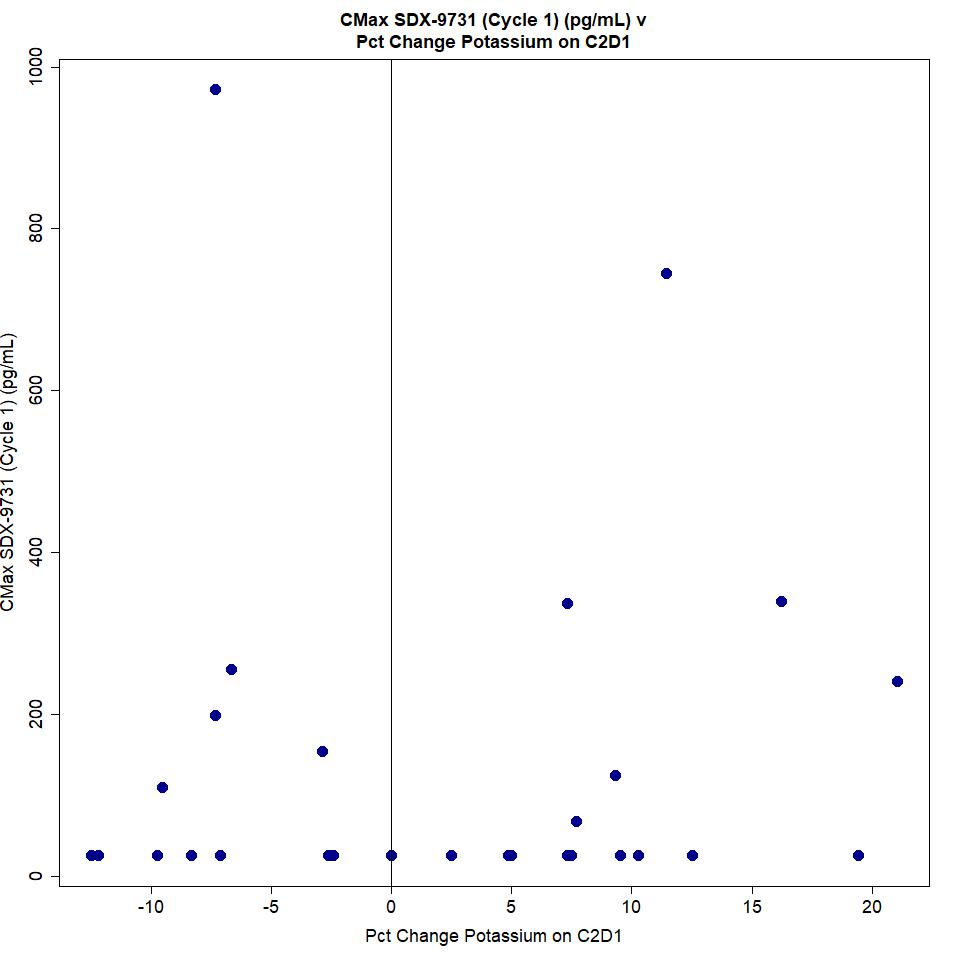 CMax SDX-9731 (Cycle 1) (pg/mL) v
Pct Change Potassium on C2D1
1000
800
600
400
200
0
CMax SDX-9731 (Cycle 1) (pg/mL)
-10 -5 0 5 10 15 20
Pct Change Potassium on C2D1